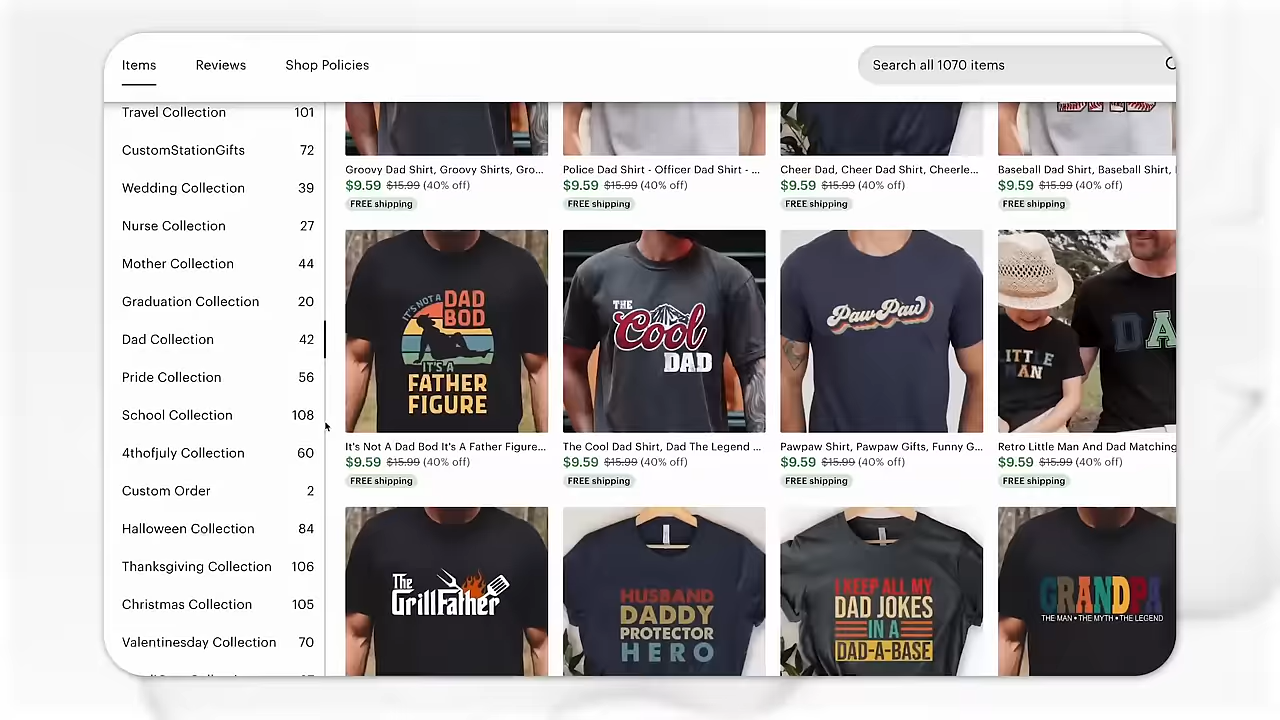 Items
Reviews
Shop Policies
Search all 1070 items
Travel Collection 101
CustomStationGifts 72
Wedding Collection 39
Nurse Collection 27
Mother Collection 44
Graduation Collection 20
Dad Collection 42
Pride Collection 56
School Collection 108
4thofjuly Collection 60
Custom Order 2
Halloween Collection 84
Thanksgiving Collection 106
Christmas Collection 105
Valentinesday Collection 70
Groovy Dad Shirt, Groovy Shirts, Gro...
$9.59 $15.99 (40% off)
FREE shipping
Police Dad Shirt - Officer Dad Shirt - ...
$9.59 $15.99 (40% off)
FREE shipping
Cheer Dad, Cheer Dad Shirt, Cheerle...
$9.59 $15.99 (40% off)
FREE shipping
Baseball Dad Shirt, Baseball Shirt,
$9.59 $15.99 (40% off)
FREE shipping
IT'S NOT A
DAD
BOD
IT'S A
FATHER
FIGURE
It's Not A Dad Bod It's A Father Figure...
$9.59 $15.99 (40% off)
FREE shipping
THE
Cool
DAD
The Cool Dad Shirt, Dad The Legend ...
$9.59 $15.99 (40% off)
FREE shipping
PawPaw
Pawpaw Shirt, Pawpaw Gifts, Funny G...
$9.59 $15.99 (40% off)
FREE shipping
LITTLE
MAN
DA
Retro Little Man And Dad Matching
$9.59 $15.99 (40% off)
FREE shipping
The
GrillFather
HUSBAND
DADDY
PROTECTOR
HERO
I KEEP ALL MY
DAD JOKES
IN A
DAD-A-BASE
GRANDPA
THE MAN • THE MYTH • THE LEGEND